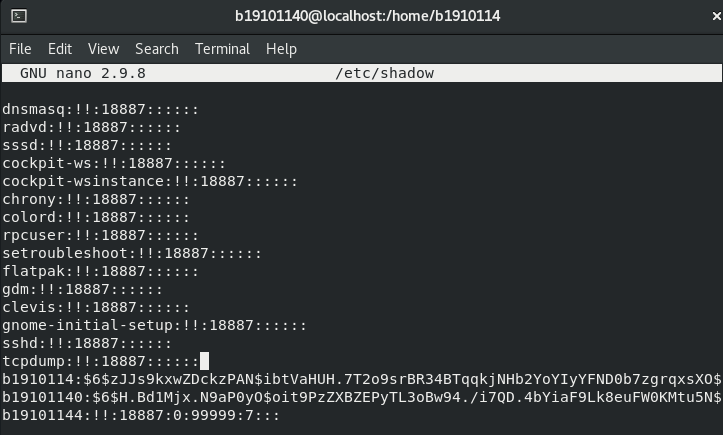 b19101140@localhost:/home/b1910114
File Edit View Search Terminal Help
GNU nano 2.9.8 /etc/shadow
dnsmasq:!!:18887::::::
radvd:!!:18887::::::
sssd:!!:18887::::::
cockpit-ws:!!:18887::::::
cockpit-wsinstance:!!:18887::::::
chrony:!!:18887::::::
colord:!!:18887::::::
rpcuser:!!:18887::::::
setroubleshoot:!!:18887::::::
flatpak:!!:18887::::::
gdm:!!:18887::::::
clevis:!!:18887::::::
gnome-initial-setup:!!:18887::::::
sshd:!!:18887::::::
tcpdump:!!:18887::::::
b1910114:$6$zJJs9kxwZDckzPAN$ibtVaHUH.7T2o9srBR34BTqqkjNHb2YoYIyYFND0b7zgrqxsXO$
b19101140:$6$H.Bd1Mjx.N9aP0yO$oit9PzZXBZEPyTL3oBw94./i7QD.4bYiaF9Lk8euFW0KMtu5N$
b19101144:!!:18887:0:99999:7:::